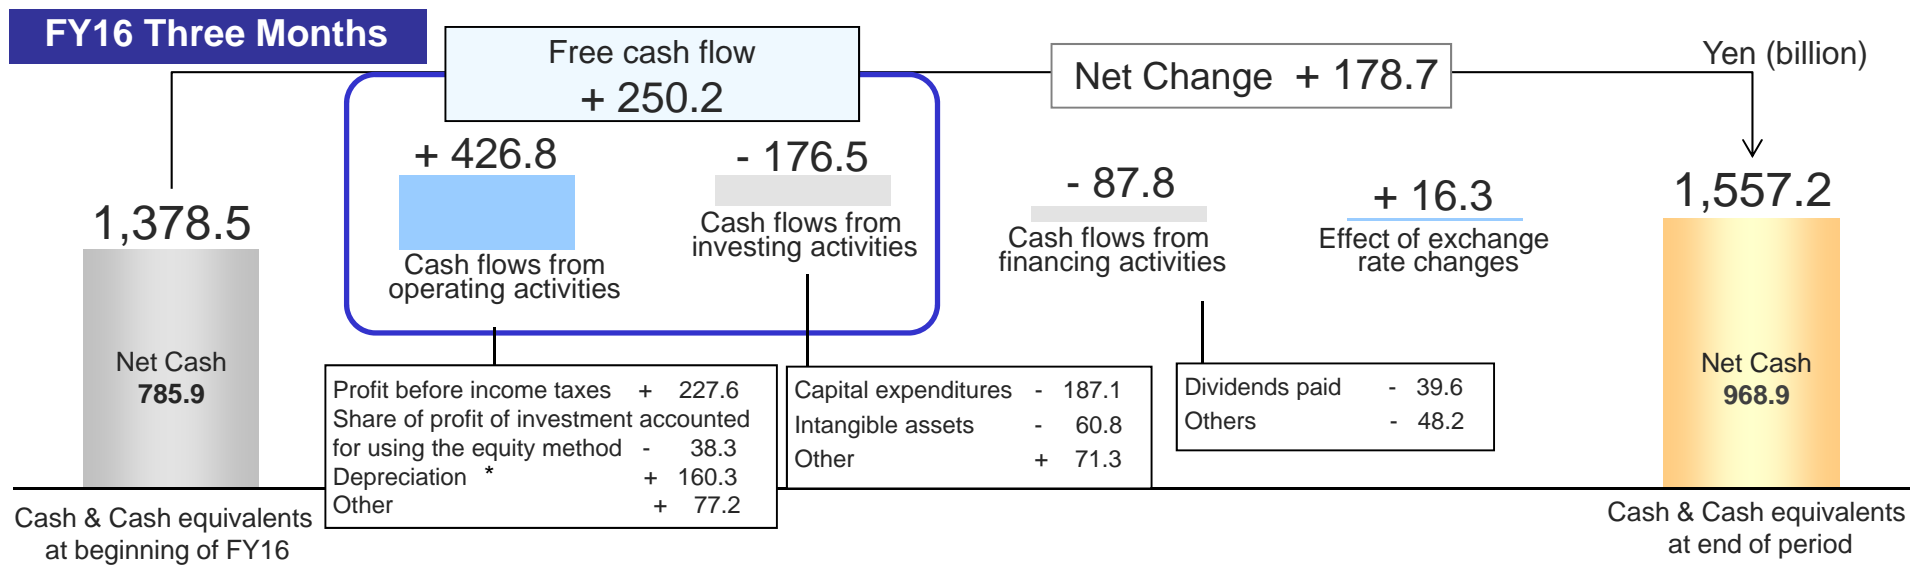 FY16 Three Months
Free cash flow
+ 250.2
Net Change + 178.7
Yen (billion)
1,378.5
+ 426.8
- 176.5
- 87.8
+ 16.3
1,557.2
Cash flows from
operating activities
Cash flows from
investing activities
Cash flows from
financing activities
Effect of exchange
rate changes
Net Cash
785.9
Net Cash
968.9
Profit before income taxes + 227.6
Share of profit of investment accounted
for using the equity method - 38.3
Depreciation * + 160.3
Other + 77.2
Capital expenditures - 187.1
Intangible assets - 60.8
Other + 71.3
Dividends paid - 39.6
Others - 48.2
Cash & Cash equivalents
at beginning of FY16
Cash & Cash equivalents
at end of period